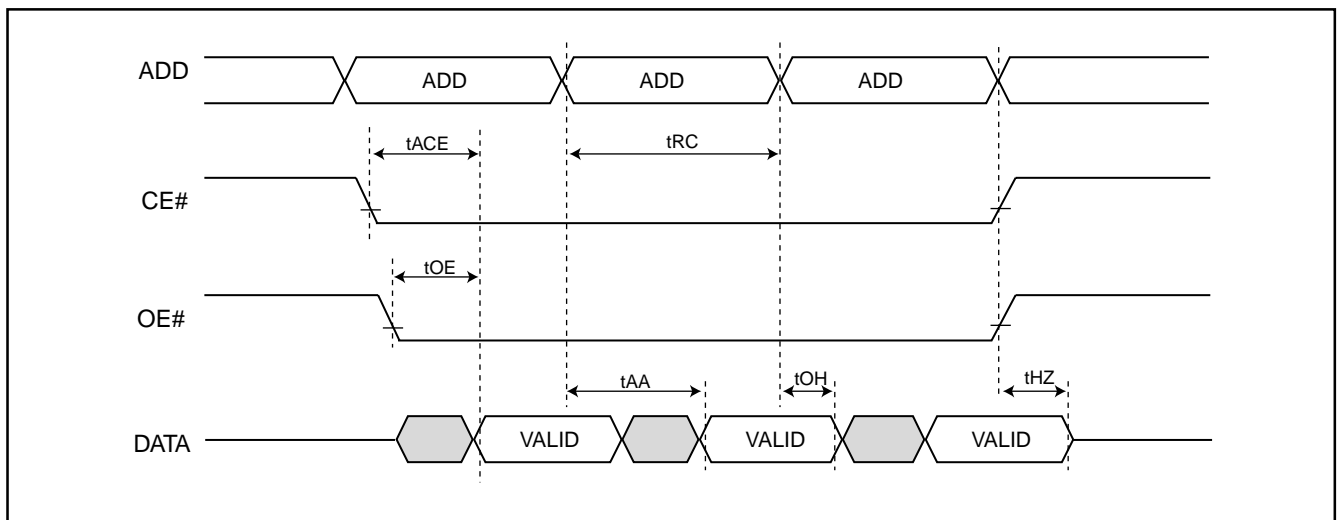 ADD ADD ADD ADD
tACE tRC
CE#
tOE
OE#
tAA tOH tHZ
DATA VALID VALID VALID